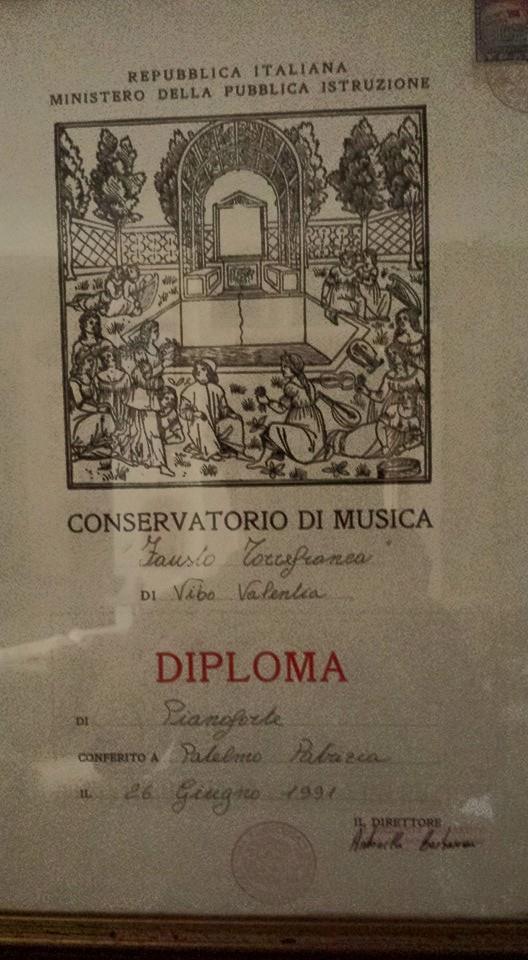 REPUBBLICA ITALIANA
MINISTERO DELLA PUBBLICA ISTRUZIONE
CONSERVATORIO DI MUSICA
"Fausto Torrefranca"
DI Vibo Valentia
DIPLOMA
DI Pianoforte
CONFERITO A Palelmo Patrizia
IL 26 Giugno 1991
IL DIRETTORE